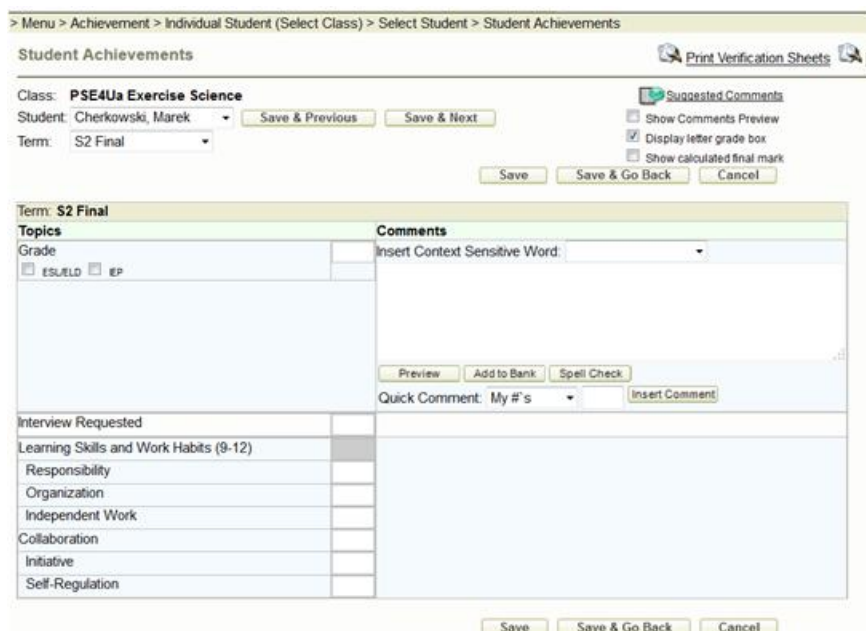 > Menu > Achievement > Individual Student (Select Class) > Select Student > Student Achievements
Student Achievements
Print Verification Sheets
Class: PSE4Ua Exercise Science
Suggested Comments
Student: Cherkowski, Marek Save & Previous Save & Next
Show Comments Preview
Term: S2 Final
Display letter grade box
Show calculated final mark
Save Save & Go Back Cancel
Term: S2 Final
Topics Comments
Grade Insert Context Sensitive Word:
ESL/ELD IEP
Preview Add to Bank Spell Check
Quick Comment: My #`s Insert Comment
Interview Requested
Learning Skills and Work Habits (9-12)
Responsibility
Organization
Independent Work
Collaboration
Initiative
Self-Regulation
Save Save & Go Back Cancel